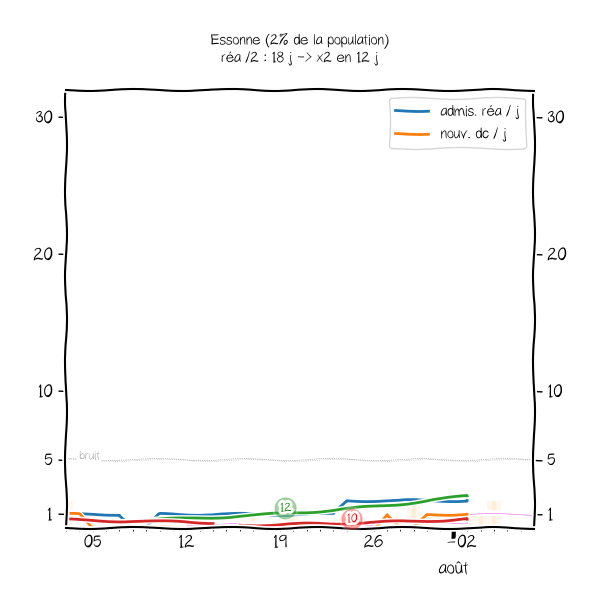 Essonne (2% de la population)
réa /2 : 18 j -> x2 en 12 j
admis. réa / j
nouv. dc / j
30
30
20
20
10
10
5
bruit
5
1
1
12
10
05
12
19
26
02
août